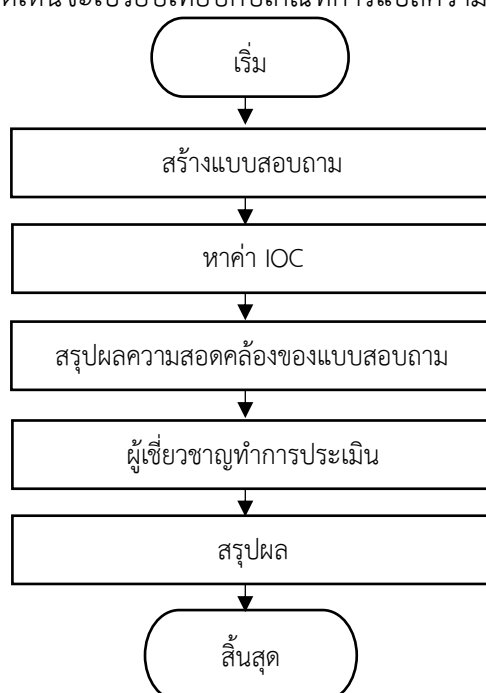 เริ่ม
สร้างแบบสอบถาม
หาค่า IOC
สรุปผลความสอดคล้องของแบบสอบถาม
ผู้เชี่ยวชาญทำการประเมิน
สรุปผล
สิ้นสุด